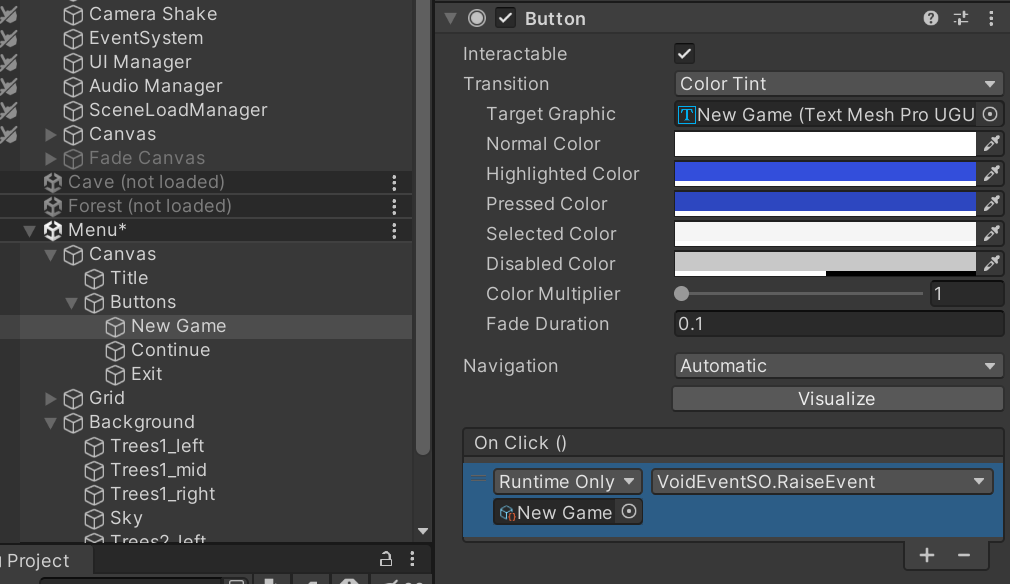 Camera Shake
EventSystem
UI Manager
Audio Manager
SceneLoadManager
Canvas
Fade Canvas
Cave (not loaded)
Forest (not loaded)
Menu*
Canvas
Title
Buttons
New Game
Continue
Exit
Grid
Background
Trees1_left
Trees1_mid
Trees1_right
Sky
Trees2_left
Project
Button
Interactable
Transition Color Tint
Target Graphic New Game (Text Mesh Pro UGU
Normal Color
Highlighted Color
Pressed Color
Selected Color
Disabled Color
Color Multiplier 1
Fade Duration 0.1
Navigation Automatic
Visualize
On Click ()
Runtime Only VoidEventSO.RaiseEvent
New Game